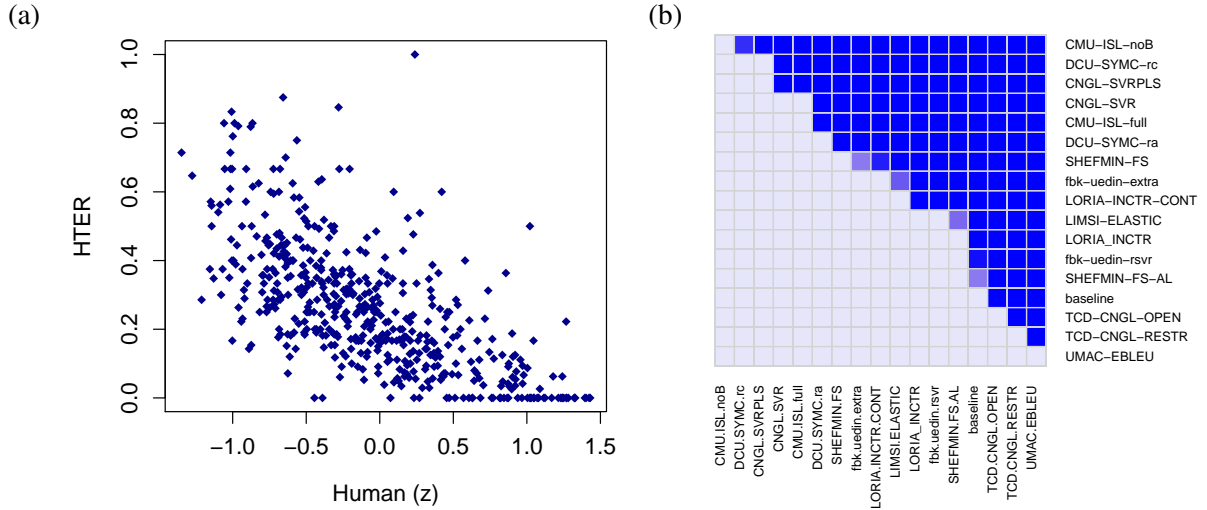 (a)
HTER
1.0
0.8
0.6
0.4
0.2
0.0
−1.0 −0.5 0.0 0.5 1.0 1.5
Human (z)
(b)
CMU−ISL−noB
DCU−SYMC−rc
CNGL−SVRPLS
CNGL−SVR
CMU−ISL−full
DCU−SYMC−ra
SHEFMIN−FS
fbk−uedin−extra
LORIA−INCTR−CONT
LIMSI−ELASTIC
LORIA_INCTR
fbk−uedin−rsvr
SHEFMIN−FS−AL
baseline
TCD−CNGL−OPEN
TCD−CNGL−RESTR
UMAC−EBLEU
CMU.ISL.noB
DCU.SYMC.rc
CNGL.SVRPLS
CNGL.SVR
CMU.ISL.full
DCU.SYMC.ra
SHEFMIN.FS
fbk.uedin.extra
LORIA.INCTR.CONT
LIMSI.ELASTIC
LORIA_INCTR
fbk.uedin.rsvr
SHEFMIN.FS.AL
baseline
TCD.CNGL.OPEN
TCD.CNGL.RESTR
UMAC.EBLEU